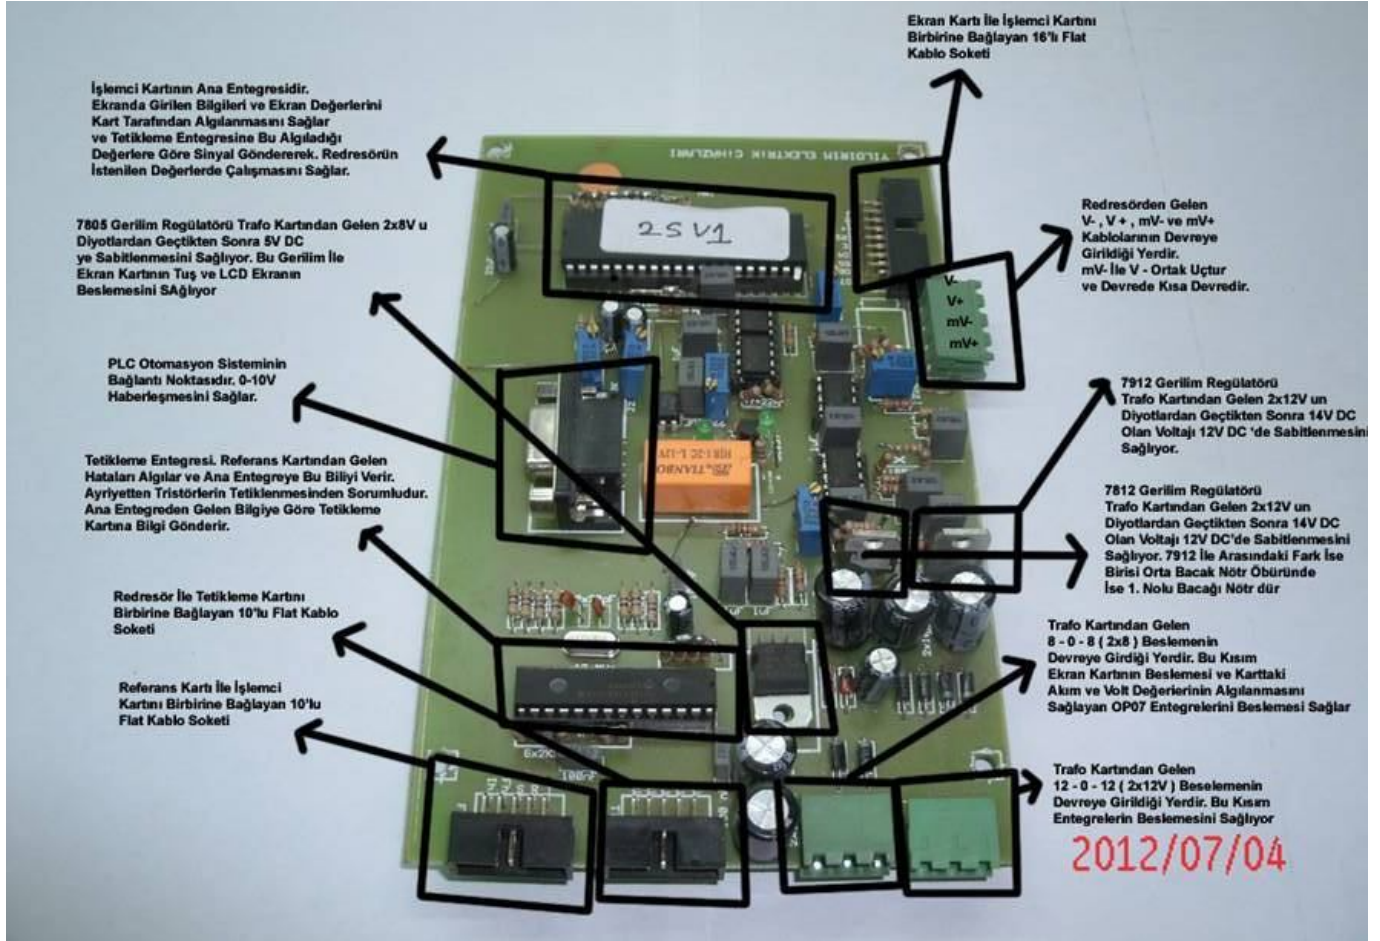 Ekran Kartı İle İşlemci Kartını
Birbirine Bağlayan 16'lı Flat
Kablo Soketi
İşlemci Kartının Ana Entegresidir.
Ekranda Girilen Bilgileri ve Ekran Değerlerini
Kart Tarafından Algılanmasını Sağlar
ve Tetikleme Entegresine Bu Algıladığı
Değerlere Göre Sinyal Göndererek. Redresörün
İstenilen Değerlerde Çalışmasını Sağlar.
7805 Gerilim Regülatörü Trafo Kartından Gelen 2x8V u
Diyotlardan Geçtikten Sonra 5V DC
ye Sabitlenmesini Sağlıyor. Bu Gerilim İle
Ekran Kartının Tuş ve LCD Ekranın
Beslemesini SAğlıyor
PLC Otomasyon Sisteminin
Bağlantı Noktasıdır. 0-10V
Haberleşmesini Sağlar.
Tetikleme Entegresi. Referans Kartından Gelen
Hataları Algılar ve Ana Entegreye Bu Biliyi Verir.
Ayriyetten Tristörlerin Tetiklenmesinden Sorumludur.
Ana Entegreden Gelen Bilgiye Göre Tetikleme
Kartına Bilgi Gönderir.
Redresör İle Tetikleme Kartını
Birbirine Bağlayan 10'lu Flat Kablo
Soketi
Referans Kartı İle İşlemci
Kartını Birbirine Bağlayan 10'lu
Flat Kablo Soketi
YILDIRIM ELEKTRİK CİHAZLARI
2SV1
V-
V+
mV-
mV+
TIANBO
HJR1-2C L-12V
6x2K
100nF
Redresörden Gelen
V- , V + , mV- ve mV+
Kablolarının Devreye
Girildiği Yerdir.
mV- İle V - Ortak Uçtur
ve Devrede Kısa Devredir.
7912 Gerilim Regülatörü
Trafo Kartından Gelen 2x12V un
Diyotlardan Geçtikten Sonra 14V DC
Olan Voltajı 12V DC 'de Sabitlenmesini
Sağlıyor.
7812 Gerilim Regülatörü
Trafo Kartından Gelen 2x12V un
Diyotlardan Geçtikten Sonra 14V DC
Olan Voltajı 12V DC'de Sabitlenmesini
Sağlıyor. 7912 İle Arasındaki Fark İse
Birisi Orta Bacak Nötr Öbüründe
İse 1. Nolu Bacağı Nötr dür
Trafo Kartından Gelen
8 - 0 - 8 ( 2x8 ) Beslemenin
Devreye Girdiği Yerdir. Bu Kısım
Ekran Kartının Beslemesi ve Karttaki
Akım ve Volt Değerlerinin Algılanmasını
Sağlayan OP07 Entegrelerini Beslemesi Sağlar
Trafo Kartından Gelen
12 - 0 - 12 ( 2x12V ) Beselemenin
Devreye Girildiği Yerdir. Bu Kısım
Entegrelerin Beslemesini Sağlıyor
2012/07/04